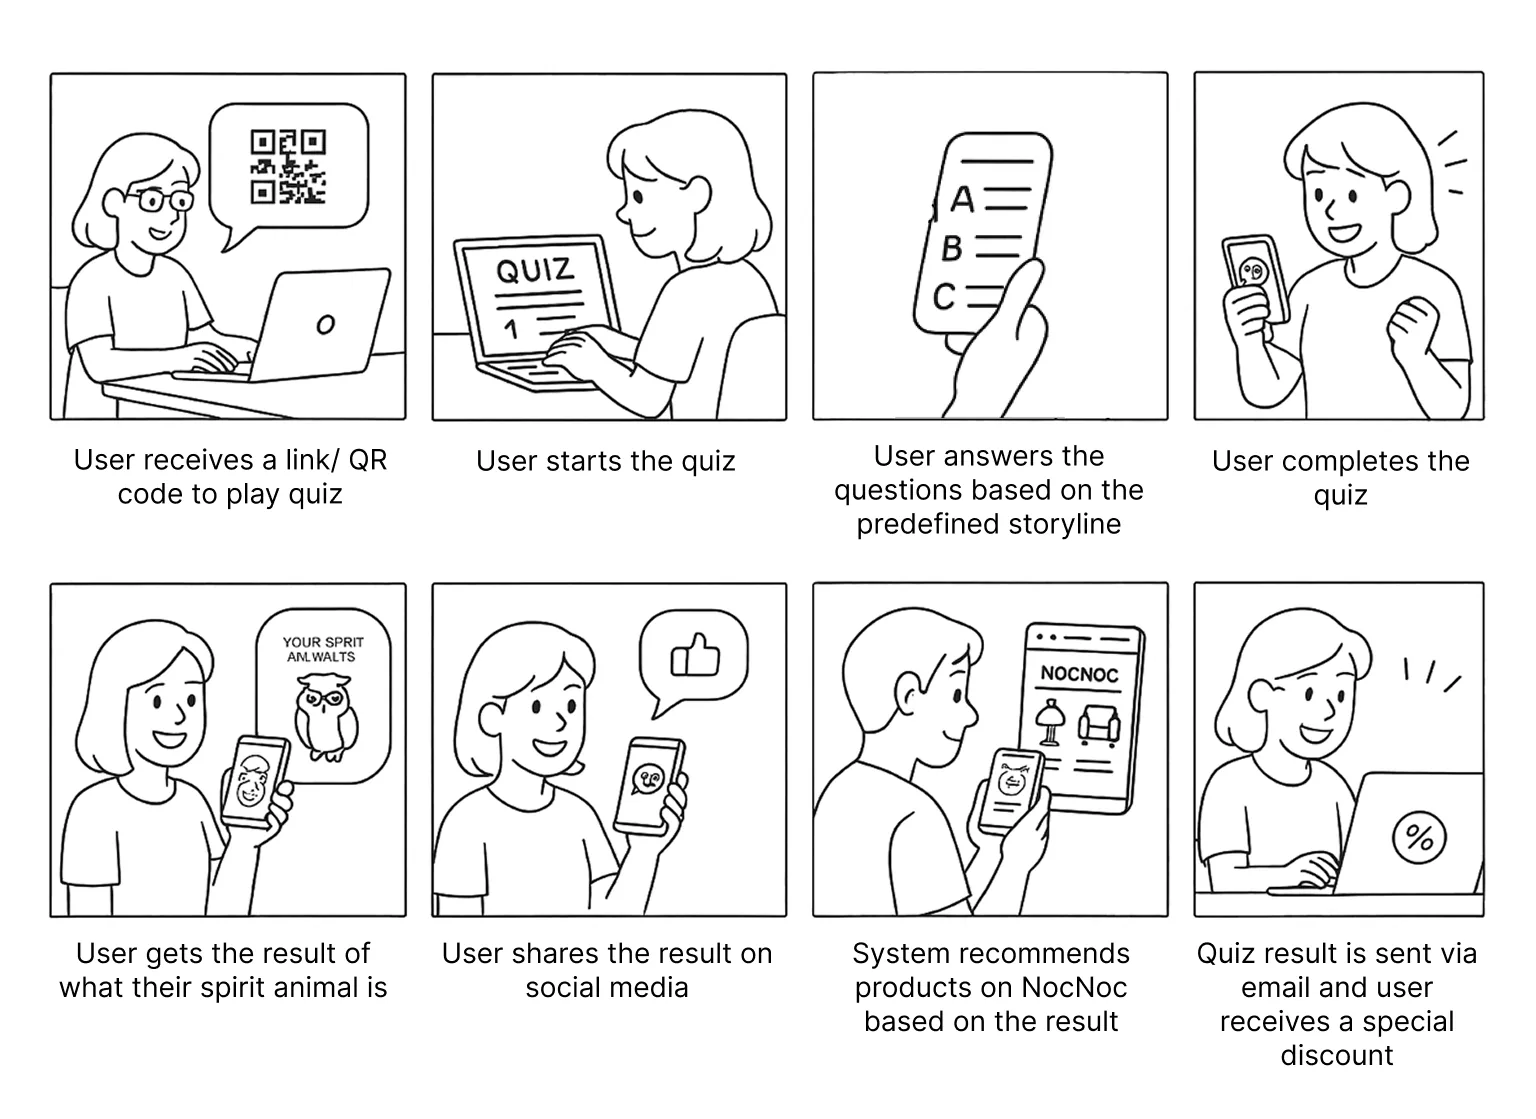 QUIZ
1
A
B
C
User receives a link/ QR
code to play quiz
User starts the quiz
User answers the
questions based on the
predefined storyline
User completes the
quiz
YOUR SPRIT
ANLWALTS
NOCNOC
%
User gets the result of
what their spirit animal is
User shares the result on
social media
System recommends
products on NocNoc
based on the result
Quiz result is sent via
email and user
receives a special
discount